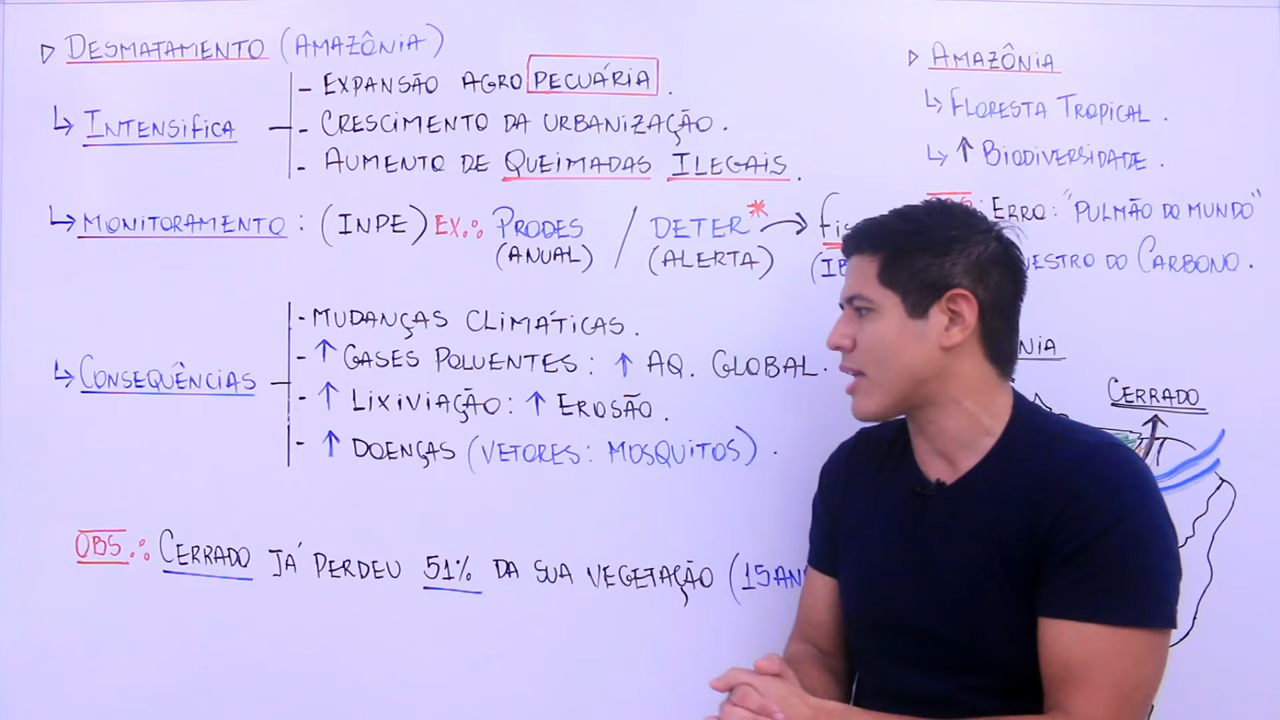 DESMATAMENTO (AMAZÔNIA)
↳ INTENSIFICA
- EXPANSÃO AGROPECUÁRIA.
- CRESCIMENTO DA URBANIZAÇÃO.
- AUMENTO DE QUEIMADAS ILEGAIS.
↳ MONITORAMENTO: (INPE) EX.: PRODES / DETER* →
(ANUAL) (ALERTA)
↳ CONSEQUÊNCIAS
- MUDANÇAS CLIMÁTICAS.
- ↑ GASES POLUENTES: ↑ AQ. GLOBAL.
- ↑ LIXIVIAÇÃO: ↑ EROSÃO.
- ↑ DOENÇAS (VETORES: MOSQUITOS).
OBS.: CERRADO JÁ PERDEU 51% DA SUA VEGETAÇÃO (15
AMAZÔNIA
↳ FLORESTA TROPICAL.
↳ ↑ BIODIVERSIDADE.
ERRO: "PULMÃO DO MUNDO"
DO CARBONO.
CERRADO